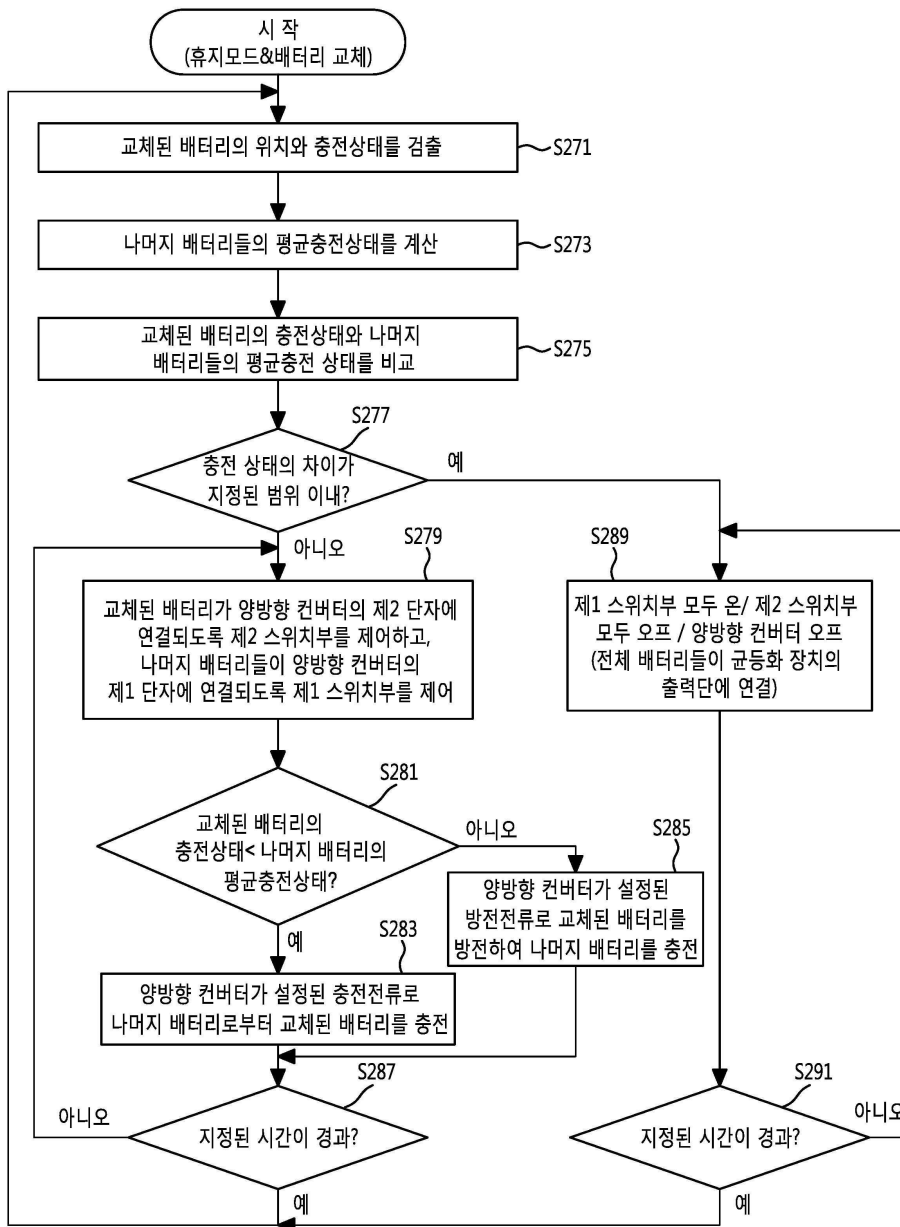 시 작
(휴지모드&배터리 교체)
교체된 배터리의 위치와 충전상태를 검출
S271
나머지 배터리들의 평균충전상태를 계산
S273
교체된 배터리의 충전상태와 나머지
배터리들의 평균충전 상태를 비교
S275
S277
충전 상태의 차이가
지정된 범위 이내?
예
아니오
S279
교체된 배터리가 양방향 컨버터의 제2 단자에
연결되도록 제2 스위치부를 제어하고,
나머지 배터리들이 양방향 컨버터의
제1 단자에 연결되도록 제1 스위치부를 제어
S289
제1 스위치부 모두 온/ 제2 스위치부
모두 오프 / 양방향 컨버터 오프
(전체 배터리들이 균등화 장치의
출력단에 연결)
S281
교체된 배터리의
충전상태< 나머지 배터리의
평균충전상태?
아니오
예
S285
양방향 컨버터가 설정된
방전전류로 교체된 배터리를
방전하여 나머지 배터리를 충전
S283
양방향 컨버터가 설정된 충전전류로
나머지 배터리로부터 교체된 배터리를 충전
S287
지정된 시간이 경과?
아니오
예
S291
지정된 시간이 경과?
아니오
예